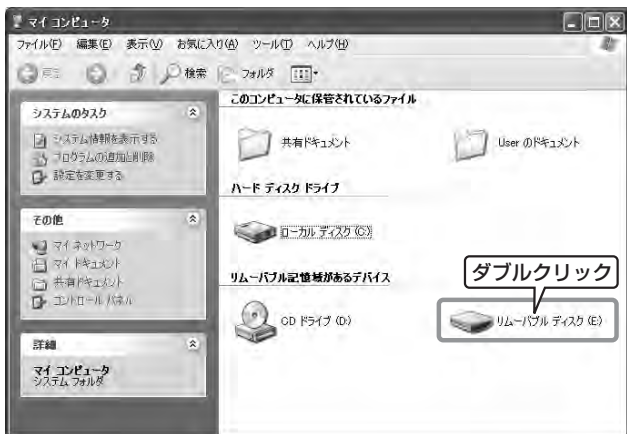 マイ コンピュータ
ファイル(F) 編集(E) 表示(V) お気に入り(A) ツール(T) ヘルプ(H)
戻る 検索 フォルダ
システムのタスク
システム情報を表示する
プログラムの追加と削除
設定を変更する
その他
マイ ネットワーク
マイ ドキュメント
共有ドキュメント
コントロール パネル
詳細
マイ コンピュータ
システム フォルダ
このコンピュータに保管されているファイル
共有ドキュメント User のドキュメント
ハード ディスク ドライブ
ローカル ディスク (C:)
リムーバブル記憶域があるデバイス
ダブルクリック
CD ドライブ (D:) リムーバブル ディスク (E:)